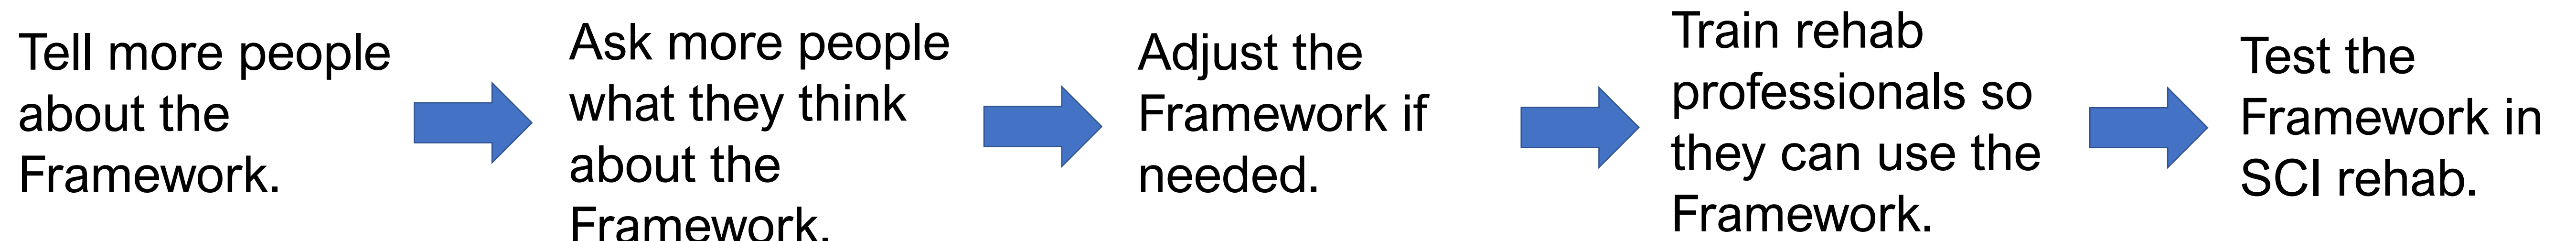 Tell more people
about the
Framework.
Ask more people
what they think
about the
Framework.
Adjust the
Framework if
needed.
Train rehab
professionals so
they can use the
Framework.
Test the
Framework in
SCI rehab.